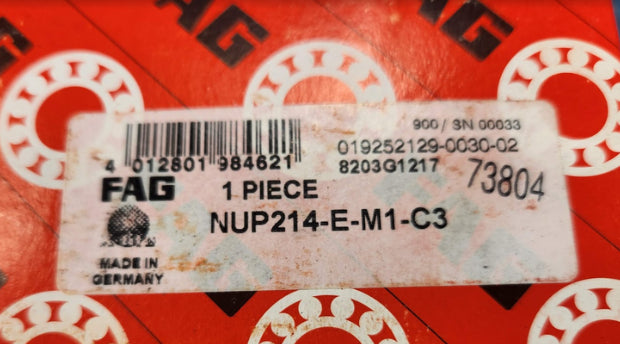 FAG
900 / SN 00033
019252129-0030-02
4 012801 984621
8203G1217
73804
FAG
1 PIECE
NUP214-E-M1-C3
MADE IN
GERMANY